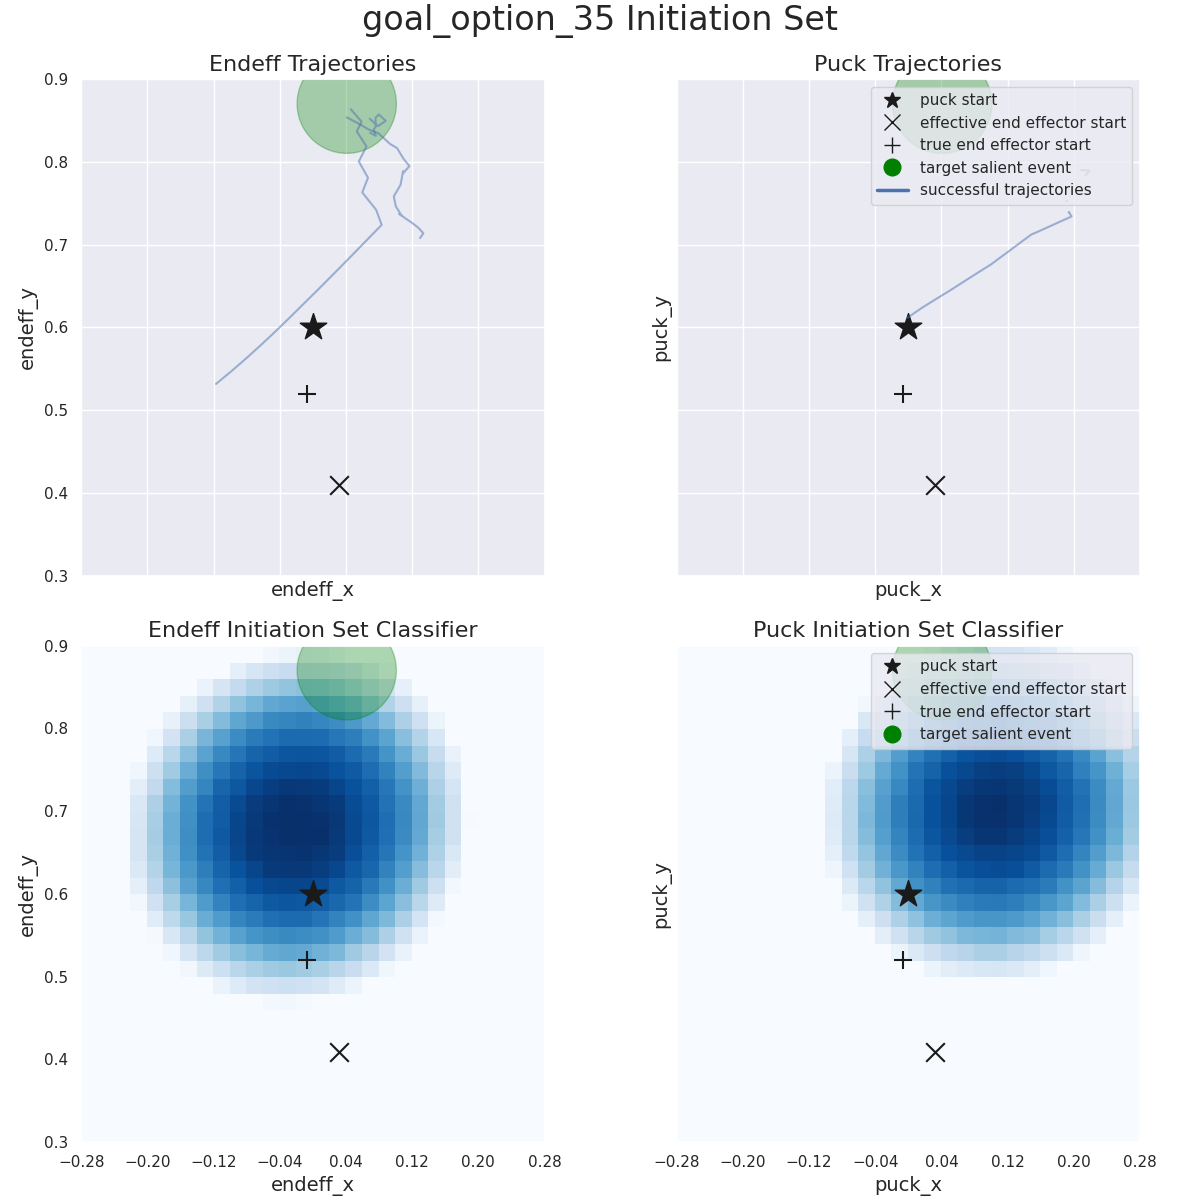 goal_option_35 Initiation Set
Endeff Trajectories
0.9
0.8
0.7
0.6
0.5
0.4
0.3
endeff_y
endeff_x
Puck Trajectories
puck start
effective end effector start
true end effector start
target salient event
successful trajectories
puck_y
puck_x
Endeff Initiation Set Classifier
0.9
0.8
0.7
0.6
0.5
0.4
0.3
endeff_y
−0.28 −0.20 −0.12 −0.04 0.04 0.12 0.20 0.28
endeff_x
Puck Initiation Set Classifier
puck start
effective end effector start
true end effector start
target salient event
puck_y
−0.28 −0.20 −0.12 −0.04 0.04 0.12 0.20 0.28
puck_x